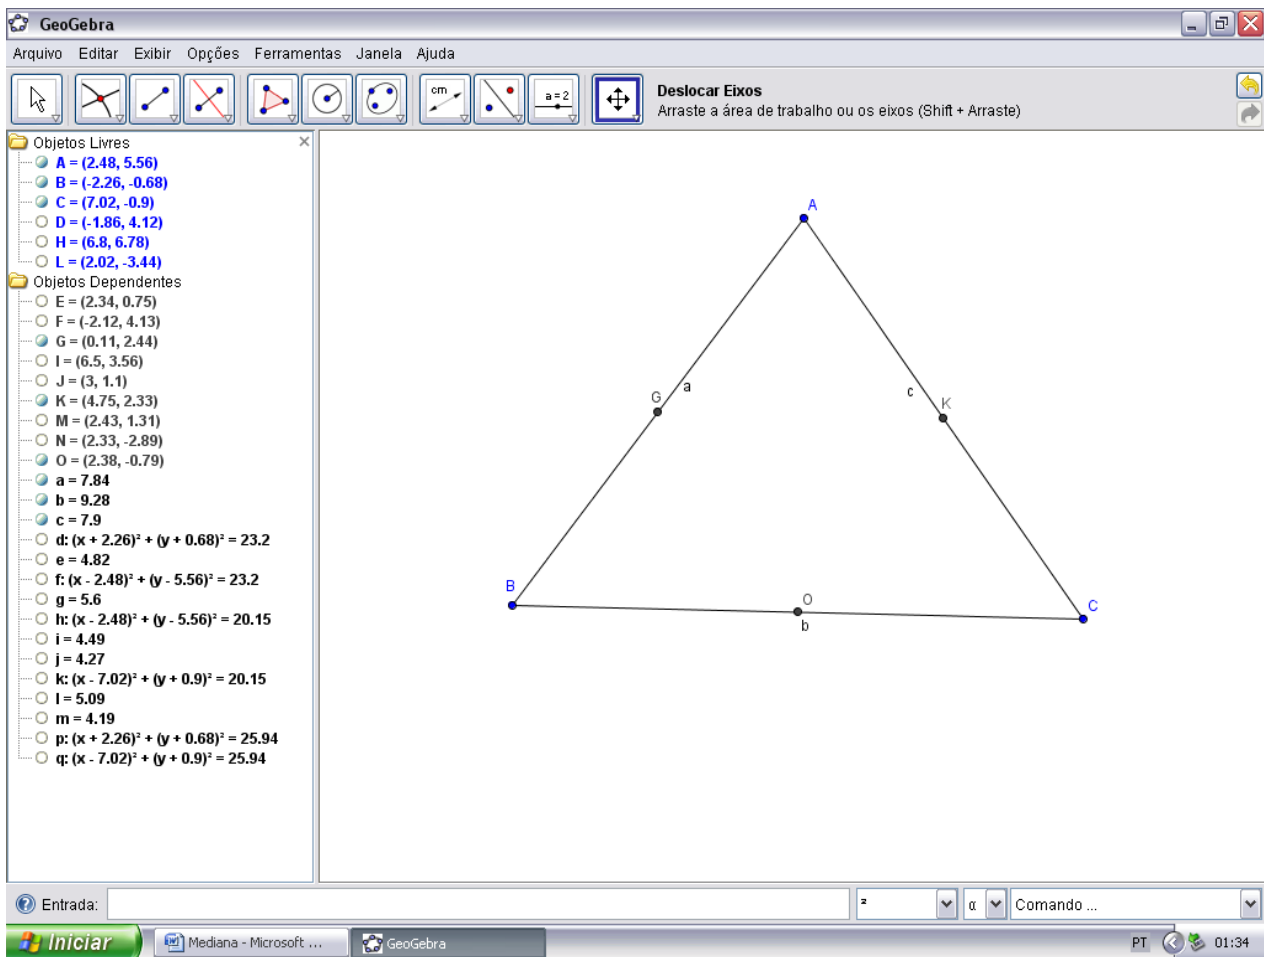 GeoGebra
Arquivo Editar Exibir Opções Ferramentas Janela Ajuda
cm
a = 2
Deslocar Eixos
Arraste a área de trabalho ou os eixos (Shift + Arraste)
Objetos Livres
A = (2.48, 5.56)
B = (-2.26, -0.68)
C = (7.02, -0.9)
D = (-1.86, 4.12)
H = (6.8, 6.78)
L = (2.02, -3.44)
Objetos Dependentes
E = (2.34, 0.75)
F = (-2.12, 4.13)
G = (0.11, 2.44)
I = (6.5, 3.56)
J = (3, 1.1)
K = (4.75, 2.33)
M = (2.43, 1.31)
N = (2.33, -2.89)
O = (2.38, -0.79)
a = 7.84
b = 9.28
c = 7.9
d: (x + 2.26)² + (y + 0.68)² = 23.2
e = 4.82
f: (x - 2.48)² + (y - 5.56)² = 23.2
g = 5.6
h: (x - 2.48)² + (y - 5.56)² = 20.15
i = 4.49
j = 4.27
k: (x - 7.02)² + (y + 0.9)² = 20.15
l = 5.09
m = 4.19
p: (x + 2.26)² + (y + 0.68)² = 25.94
q: (x - 7.02)² + (y + 0.9)² = 25.94
A
G
a
c
K
B
O
C
b
Entrada:
²
α
Comando ...
Iniciar
Mediana - Microsoft ...
GeoGebra
PT
01:34